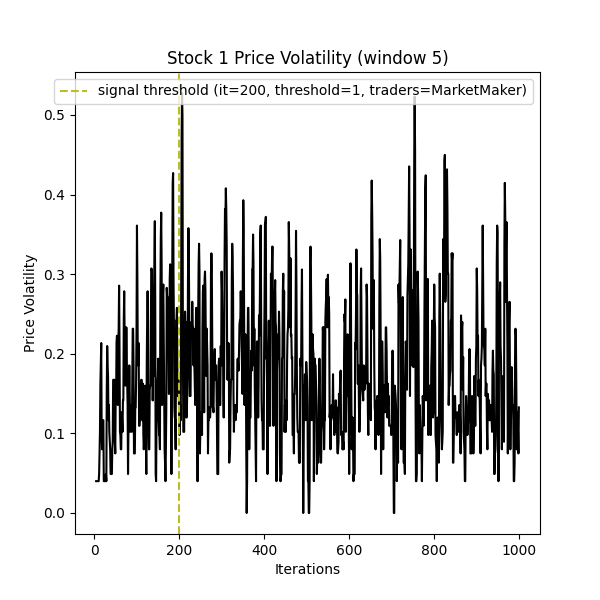 Stock 1 Price Volatility (window 5)
signal threshold (it=200, threshold=1, traders=MarketMaker)
0.5
0.4
0.3
0.2
0.1
0.0
Price Volatility
0 200 400 600 800 1000
Iterations